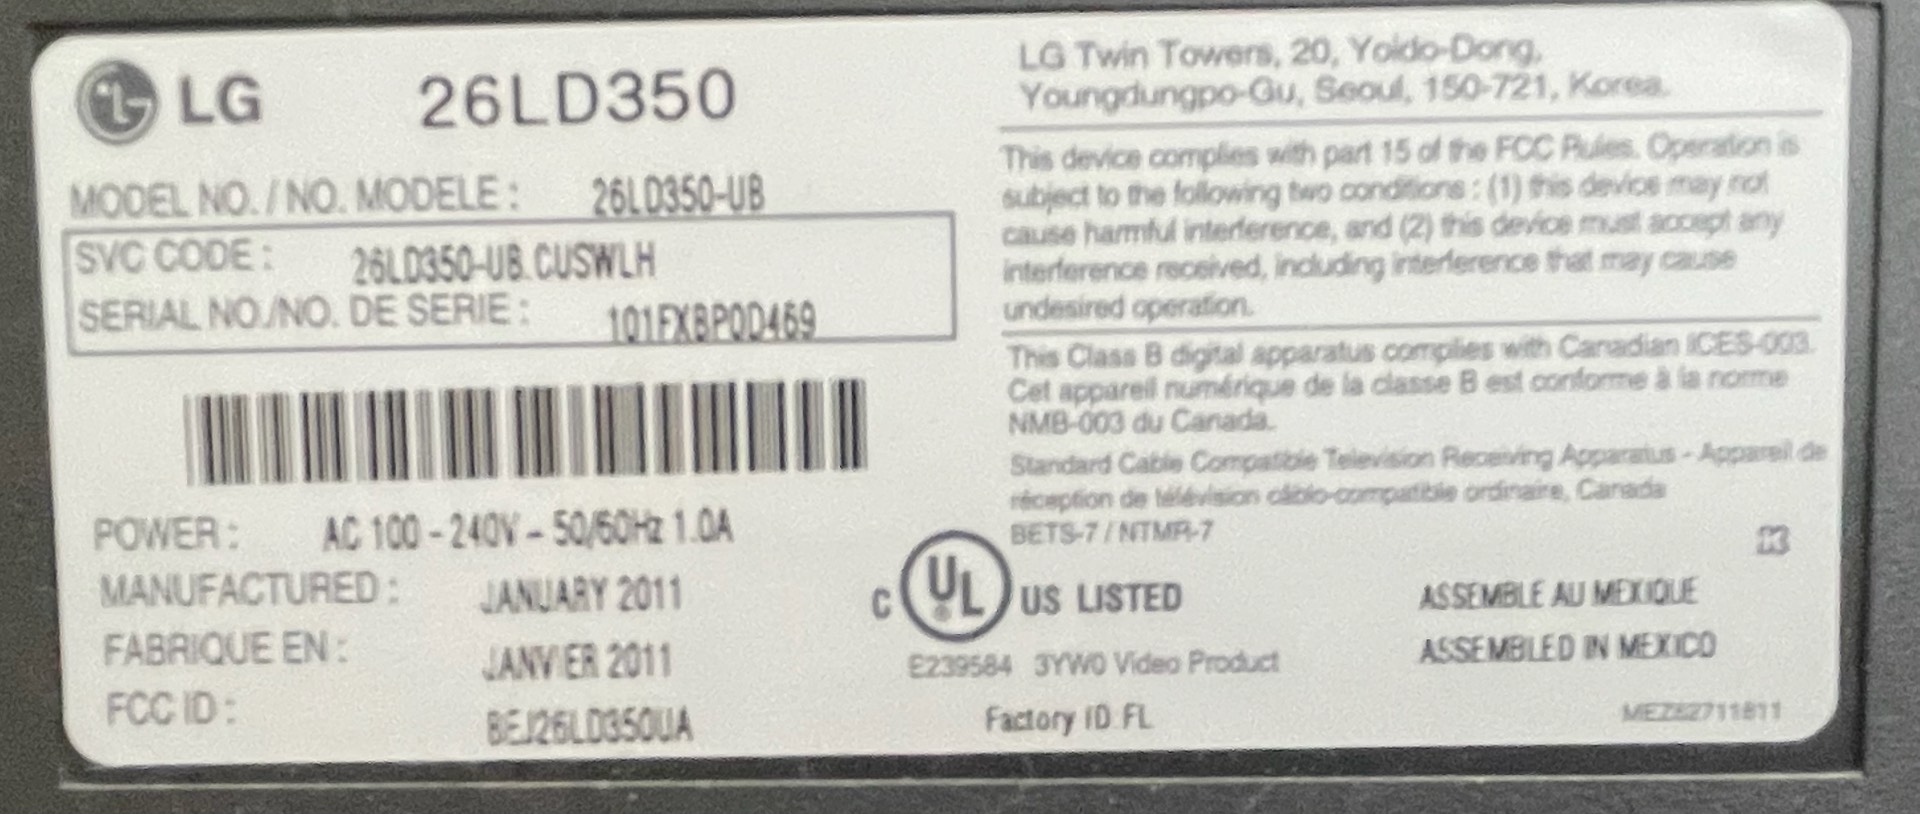 LG 26LD350
MODEL NO. / NO. MODELE : 26LD350-UB
SVC CODE : 26LD350-UB.CUSWLH
SERIAL NO./NO. DE SERIE : 101FXBPQD469
POWER : AC 100 - 240V ~ 50/60Hz 1.0A
MANUFACTURED : JANUARY 2011
FABRIQUE EN : JANVIER 2011
FCC ID : BEJ26LD350UA
LG Twin Towers, 20, Yoido-Dong,
Youngdungpo-Gu, Seoul, 150-721, Korea.
This device complies with part 15 of the FCC Rules. Operation is
subject to the following two conditions : (1) this device may not
cause harmful interference, and (2) this device must accept any
interference received, including interference that may cause
undesired operation.
This Class B digital apparatus complies with Canadian ICES-003.
Cet appareil numérique de la classe B est conforme à la norme
NMB-003 du Canada.
Standard Cable Compatible Television Receiving Apparatus - Appareil de
réception de télévision câblo-compatible ordinaire, Canada
BETS-7 / NTMR-7
C UL ® US LISTED
E239584 3YW0 Video Product
Factory ID FL
ASSEMBLE AU MEXIQUE
ASSEMBLED IN MEXICO